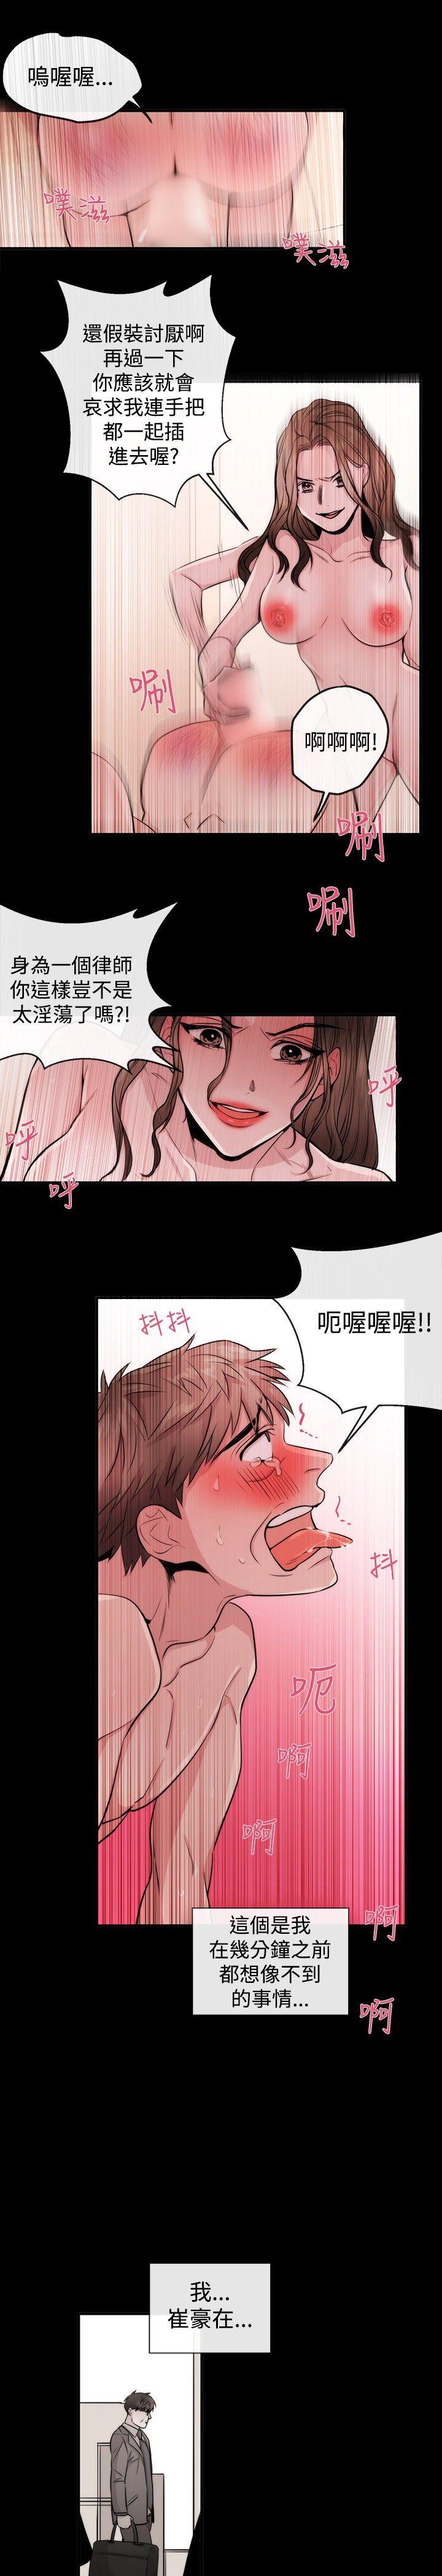 嗚喔喔...
噗滋
噗滋
還假裝討厭啊
再過一下
你應該就會
哀求我連手把
都一起插
進去喔?
唰
啊啊啊!
唰
唰
身為一個律師
你這樣豈不是
太淫蕩了嗎?!
呼
呼
呼
呃喔喔喔!!
抖抖
抖
呃
啊
啊
啊
這個是我
在幾分鐘之前
都想像不到
的事情...
啊
我...
崔豪在...